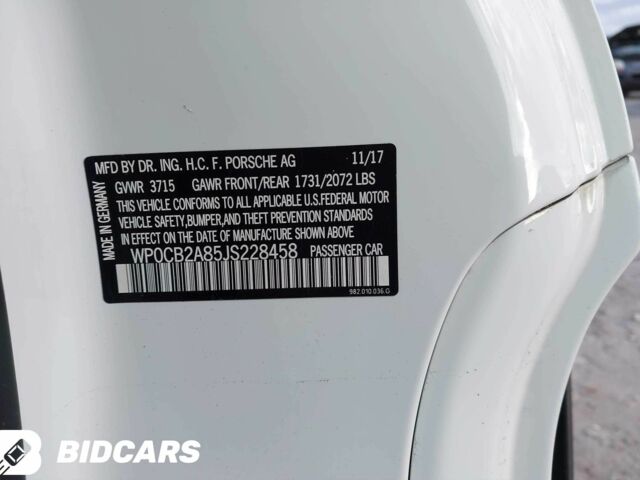 MFD BY DR. ING. H.C. F. PORSCHE AG 11/17
GVWR 3715 GAWR FRONT/REAR 1731/2072 LBS
THIS VEHICLE CONFORMS TO ALL
APPLICABLE U.S.FEDERAL MOTOR
VEHICLE SAFETY,BUMPER,AND THEFT PREVENTION STANDARDS
IN EFFECT ON THE DATE OF MANUFACTURE SHOWN ABOVE
WP0CB2A85JS228458 PASSENGER CAR
982.010.036.G
MADE IN GERMANY
BIDCARS